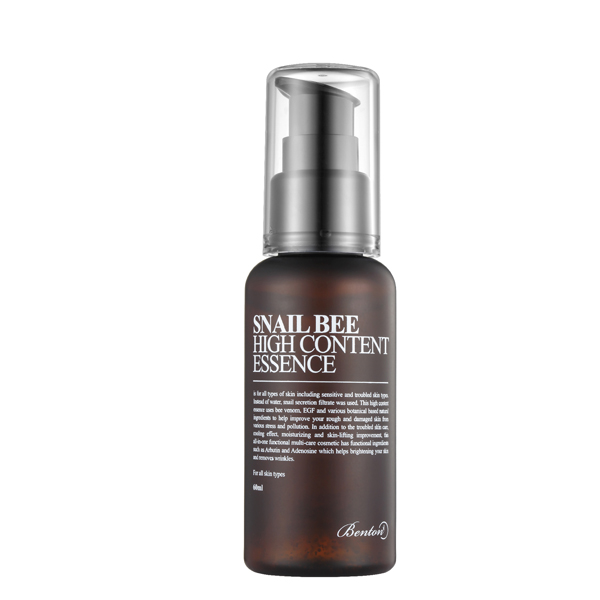 SNAIL BEE
HIGH CONTENT
ESSENCE
is for all types of skin including sensitive and troubled skin types.
Instead of water, snail secretion filtrate was used. This high content
essence uses bee venom, EGF and various botanical based natural
ingredients to help improve your rough and damaged skin from
various stress and pollution. In addition to the troubled skin care,
cooling effect, moisturizing and skin-lifting improvement, this
all-in-one functional multi-care cosmetic has functional ingredients
such as Arbutin and Adenosine which helps brightening your skin
and removes wrinkles.
For all skin types
60ml
Benton